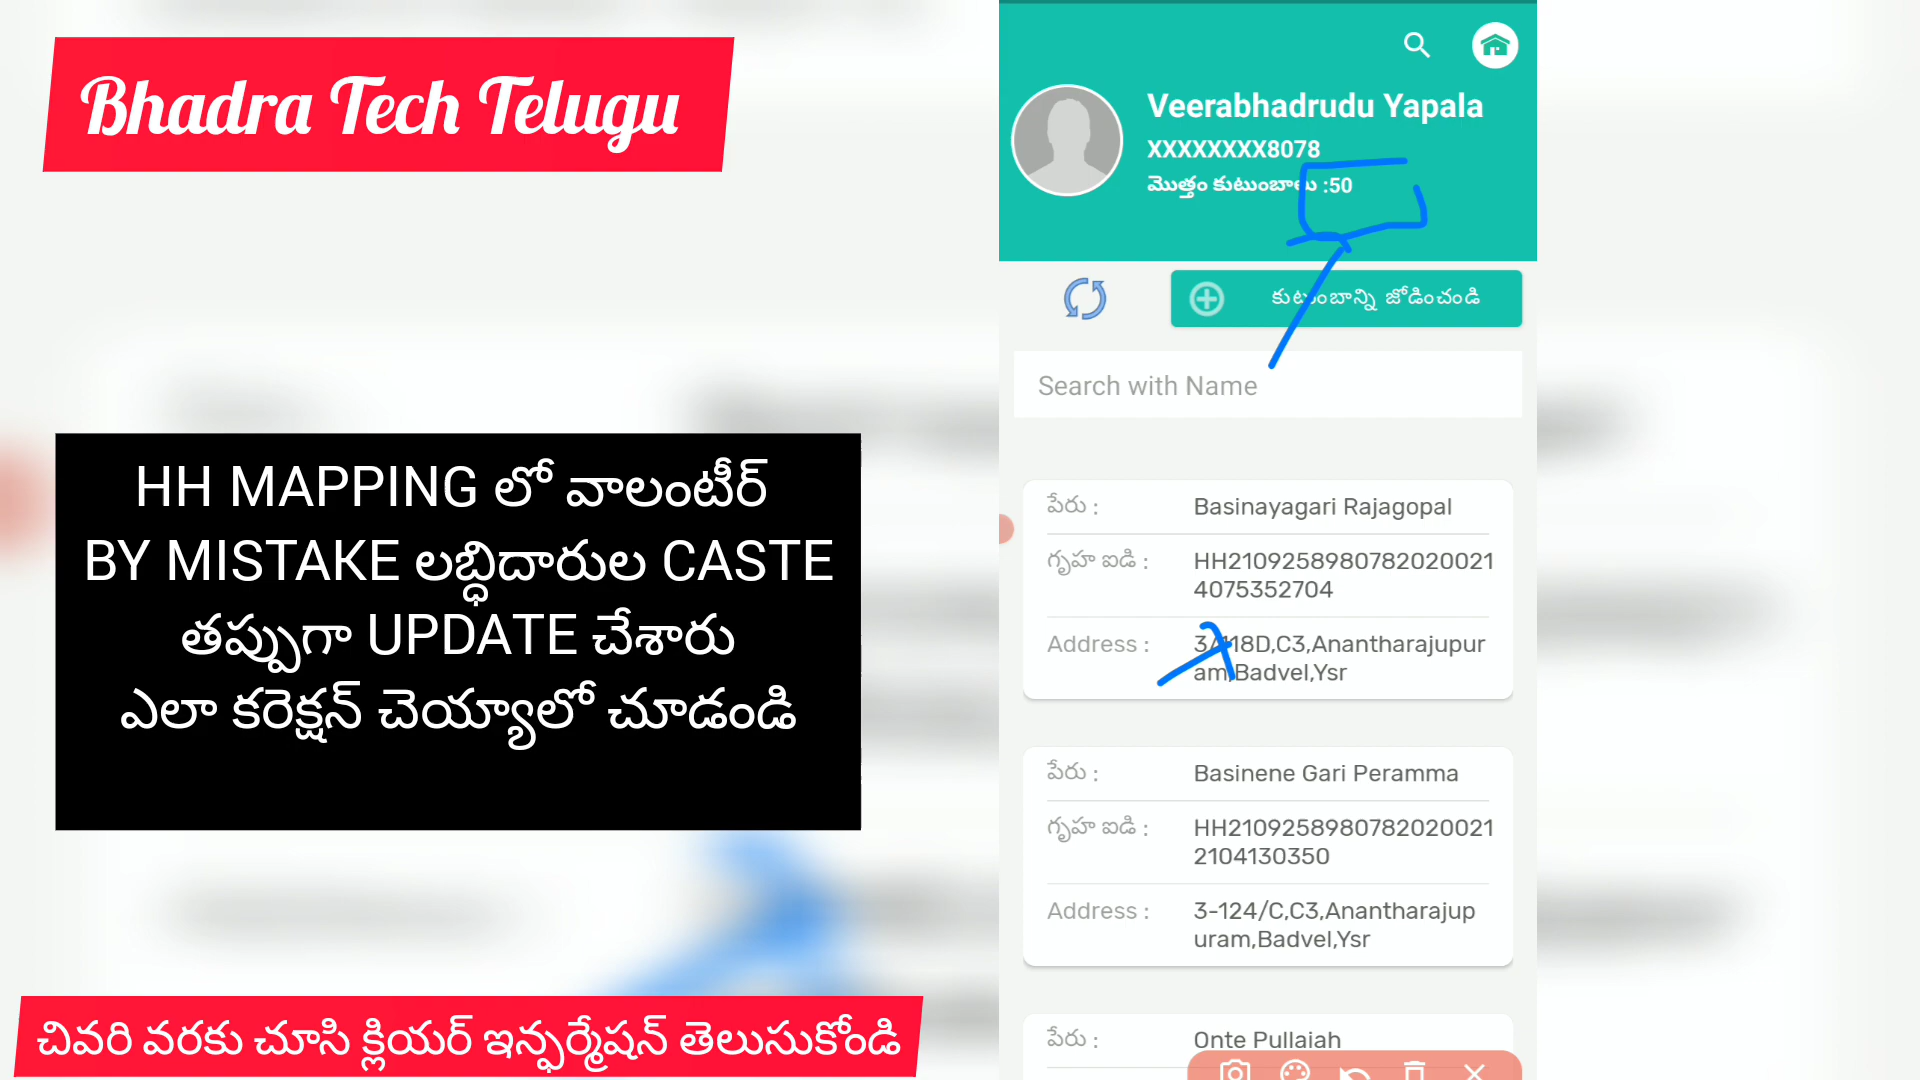 Bhadra Tech Telugu
HH MAPPING లో వాలంటీర్
BY MISTAKE లబ్ధిదారుల CASTE
తప్పుగా UPDATE చేశారు
ఎలా కరెక్షన్ చెయ్యాలో చూడండి
చివరి వరకు చూసి క్లియర్ ఇన్ఫర్మేషన్ తెలుసుకోండి
Veerabhadrudu Yapala
XXXXXXXX8078
మొత్తం కుటుంబాలు :50
కుటుంబాన్ని జోడించండి
Search with Name
పేరు : Basinayagari Rajagopal
గృహ ఐడి : HH2109258980782020021
4075352704
Address : 3/118D,C3,Anantharajupur
am,Badvel,Ysr
పేరు : Basinene Gari Peramma
గృహ ఐడి : HH2109258980782020021
2104130350
Address : 3-124/C,C3,Anantharajup
uram,Badvel,Ysr
పేరు : Onte Pullaiah